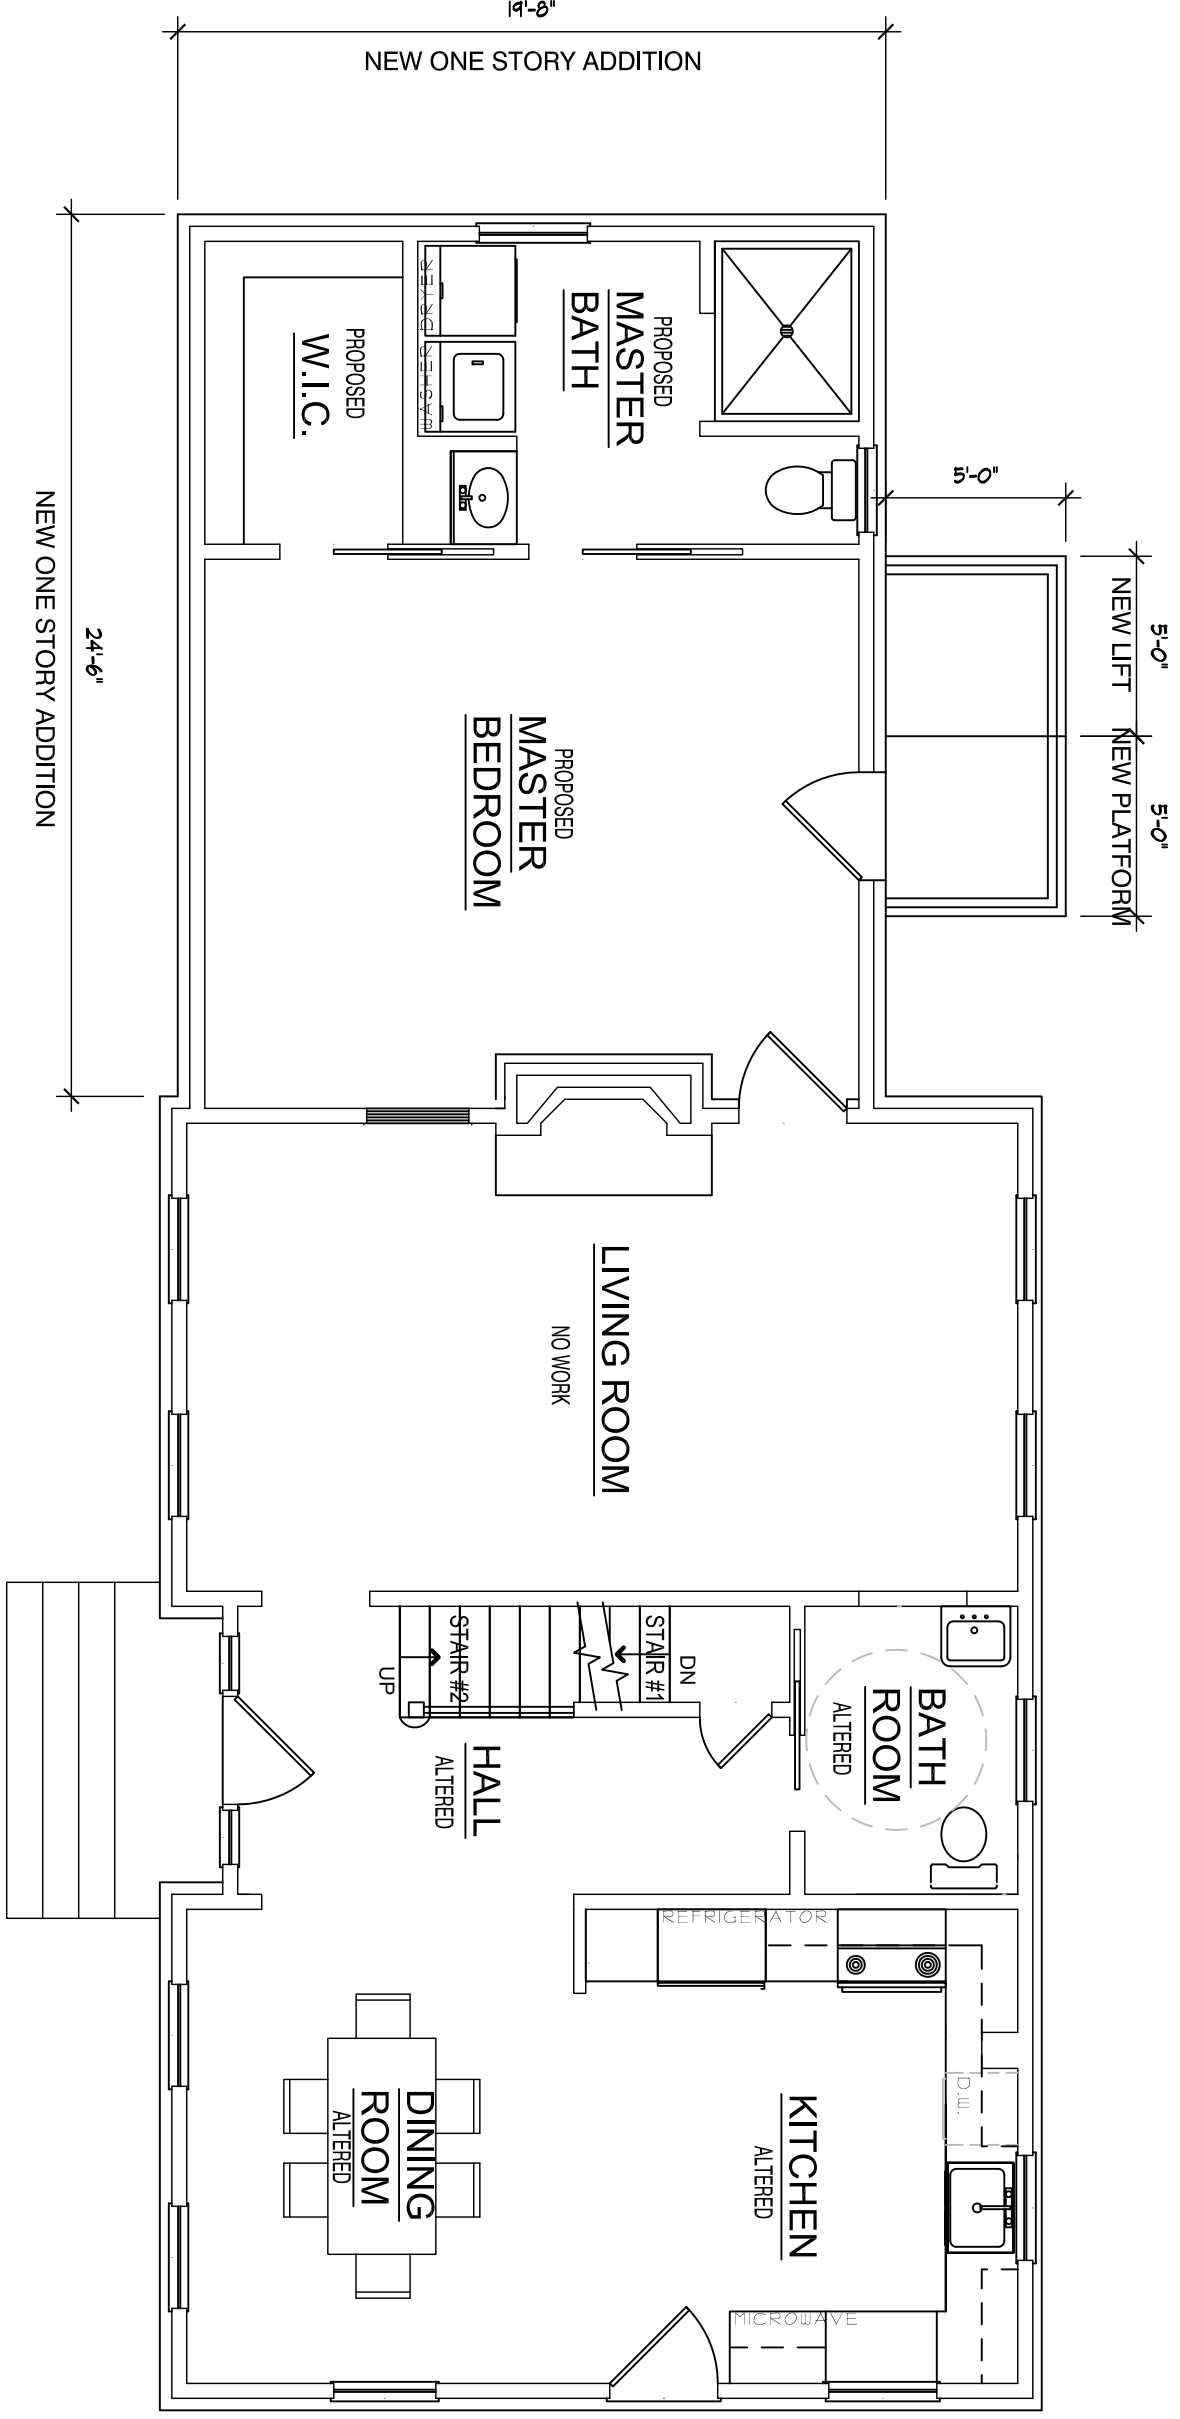 19'-8"
NEW ONE STORY ADDITION
5'-0"
5'-0"
NEW LIFT
5'-0"
NEW PLATFORM
24'-6"
NEW ONE STORY ADDITION
PROPOSED
MASTER
BATH
DRYER
WASHER
PROPOSED
W.I.C.
PROPOSED
MASTER
BEDROOM
LIVING ROOM
NO WORK
BATH
ROOM
ALTERED
DN
STAIR #1
STAIR #2
UP
HALL
ALTERED
REFRIGERATOR
D.W.
KITCHEN
ALTERED
MICROWAVE
DINING
ROOM
ALTERED